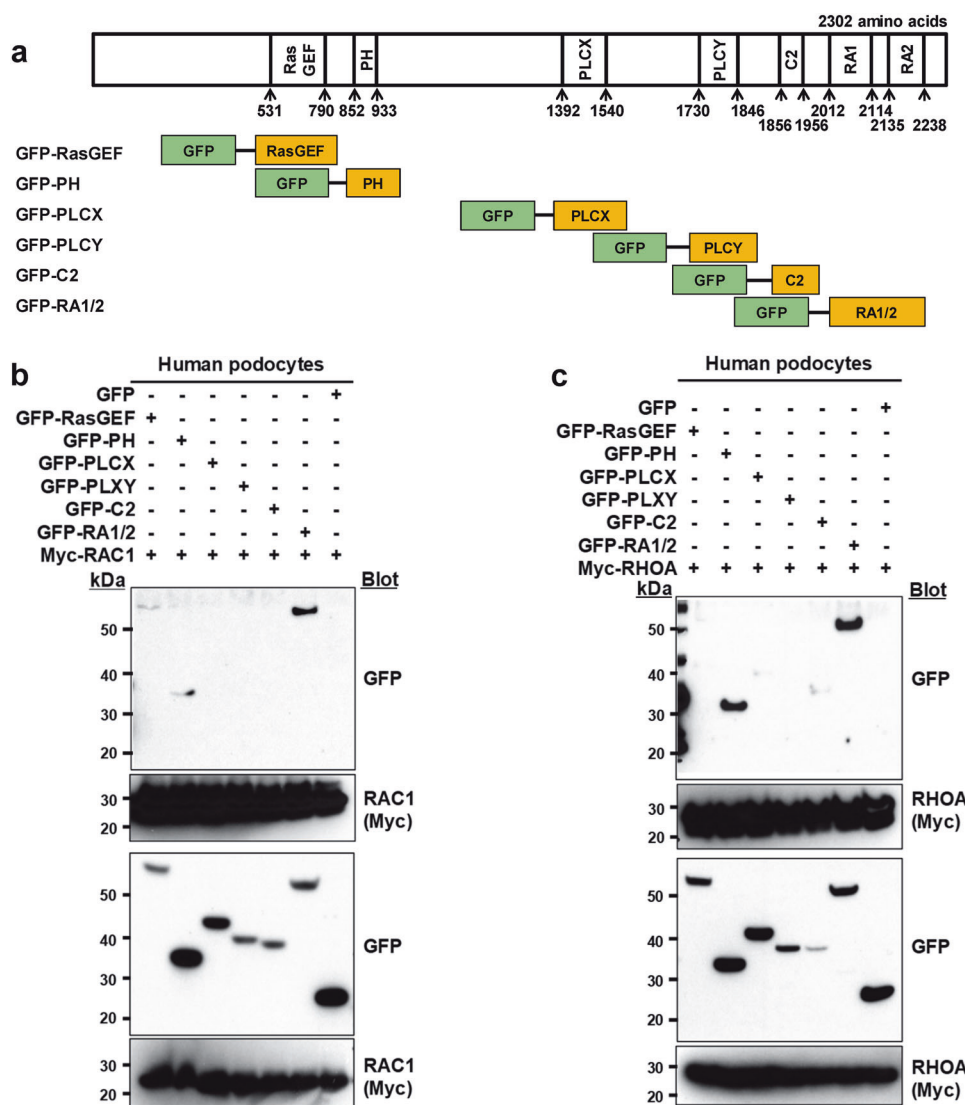 a
2302 amino acids
Ras GEF PH PLCX PLCY C2 RA1 RA2
531 790 852 933 1392 1540 1730 1846 2012 2114 2238
1856 1956 2135
GFP-RasGEF GFP RasGEF
GFP-PH GFP PH
GFP-PLCX GFP PLCX
GFP-PLCY GFP PLCY
GFP-C2 GFP C2
GFP-RA1/2 GFP RA1/2
b
Human podocytes
GFP - - - - - - +
GFP-RasGEF + - - - - - -
GFP-PH - + - - - - -
GFP-PLCX - - + - - - -
GFP-PLXY - - - + - - -
GFP-C2 - - - - + - -
GFP-RA1/2 - - - - - + -
Myc-RAC1 + + + + + + +
kDa Blot
50
40 GFP
30
20
30 RAC1
20 (Myc)
50
40 GFP
30
20
30 RAC1
20 (Myc)
c
Human podocytes
GFP - - - - - - +
GFP-RasGEF + - - - - - -
GFP-PH - + - - - - -
GFP-PLCX - - + - - - -
GFP-PLXY - - - + - - -
GFP-C2 - - - - + - -
GFP-RA1/2 - - - - - + -
Myc-RHOA + + + + + + +
kDa Blot
50
40 GFP
30
20
30 RHOA
20 (Myc)
50
40 GFP
30
20
30 RHOA
20 (Myc)